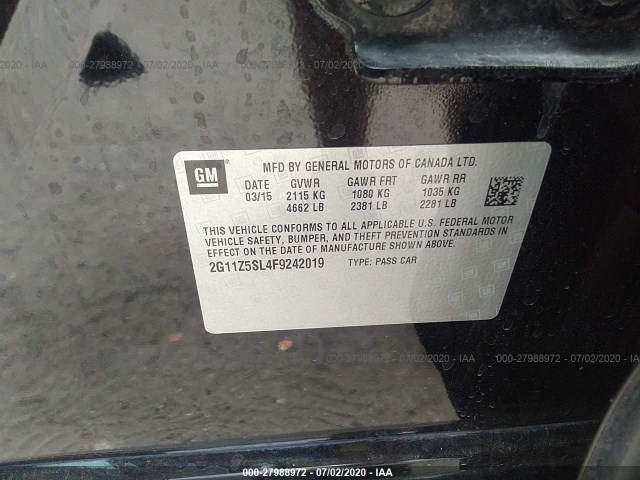 000-27988972 / 07/02/2020 - IAA
GM
MFD BY GENERAL MOTORS OF CANADA LTD.
DATE GVWR GAWR FRT GAWR RR
03/15 2115 KG 1080 KG 1035 KG
4662 LB 2381 LB 2281 LB
THIS VEHICLE CONFORMS TO ALL APPLICABLE U.S. FEDERAL MOTOR
VEHICLE SAFETY, BUMPER, AND THEFT PREVENTION STANDARDS IN
EFFECT ON THE DATE OF MANUFACTURE SHOWN ABOVE.
2G11Z5SL4F9242019 TYPE: PASS CAR
000-27988972 / 07/02/2020 - IAA
000-27988972 / 07/02/2020 - IAA